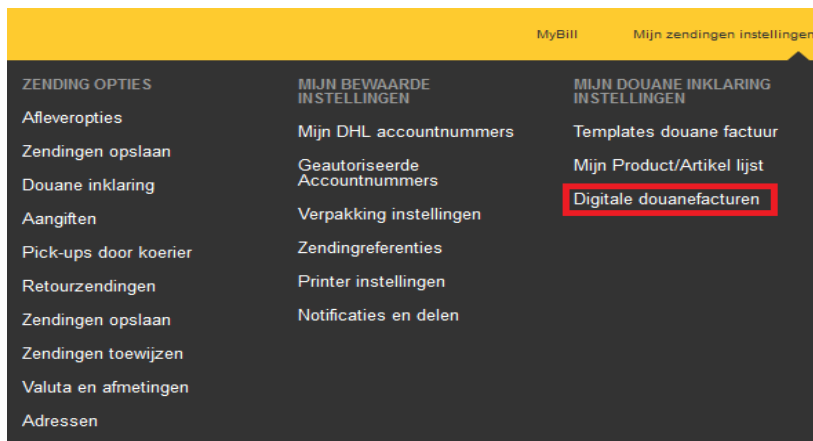 MyBill
Mijn zendingen instellingen
ZENDING OPTIES
Afleveropties
Zendingen opslaan
Douane inklaring
Aangiften
Pick-ups door koerier
Retourzendingen
Zendingen opslaan
Zendingen toewijzen
Valuta en afmetingen
Adressen
MIJN BEWAARDE
INSTELLINGEN
Mijn DHL accountnummers
Geautoriseerde
Accountnummers
Verpakking instellingen
Zendingreferenties
Printer instellingen
Notificaties en delen
MIJN DOUANE INKLARING
INSTELLINGEN
Templates douane factuur
Mijn Product/Artikel lijst
Digitale douanefacturen